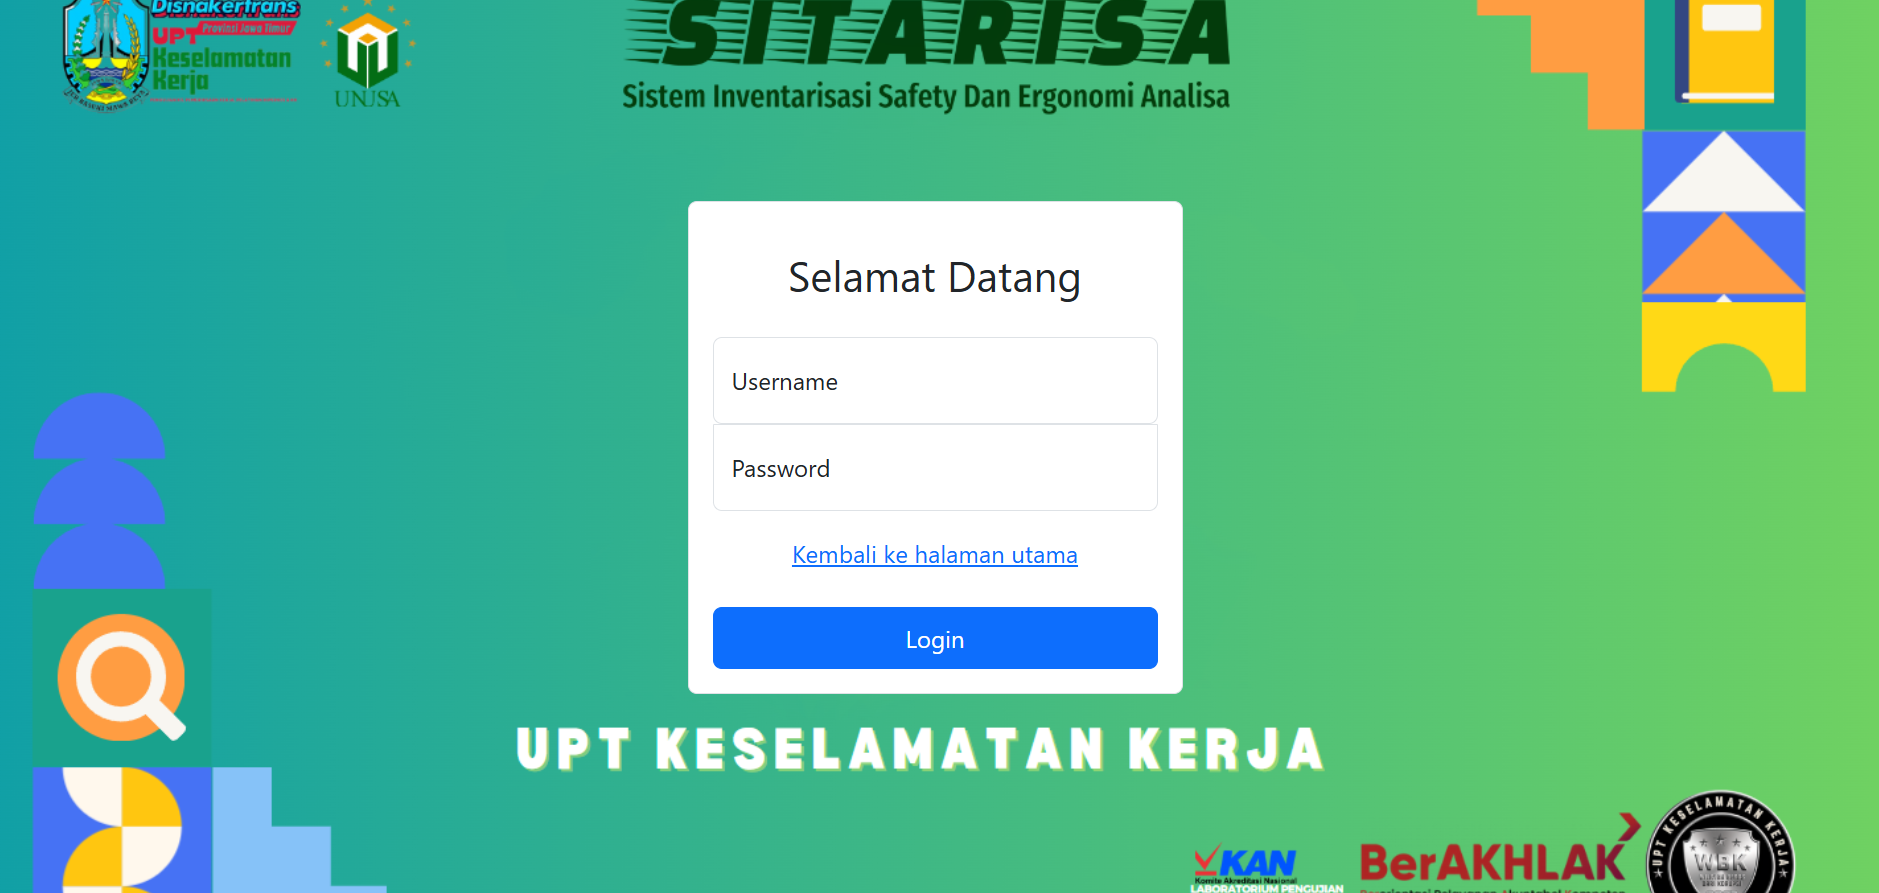 Disnakertrans
Provinsi Jawa Timur
UPT
Keselamatan
Kerja
UNUSA
SITARISA
Sistem Inventarisasi Safety Dan Ergonomi Analisa
Selamat Datang
Username
Password
Kembali ke halaman utama
Login
UPT KESELAMATAN KERJA
KAN
Komite Akreditasi Nasional
LABORATORIUM PENGUJIAN
BerAKHLAK
UPT KESELAMATAN KERJA
WBK